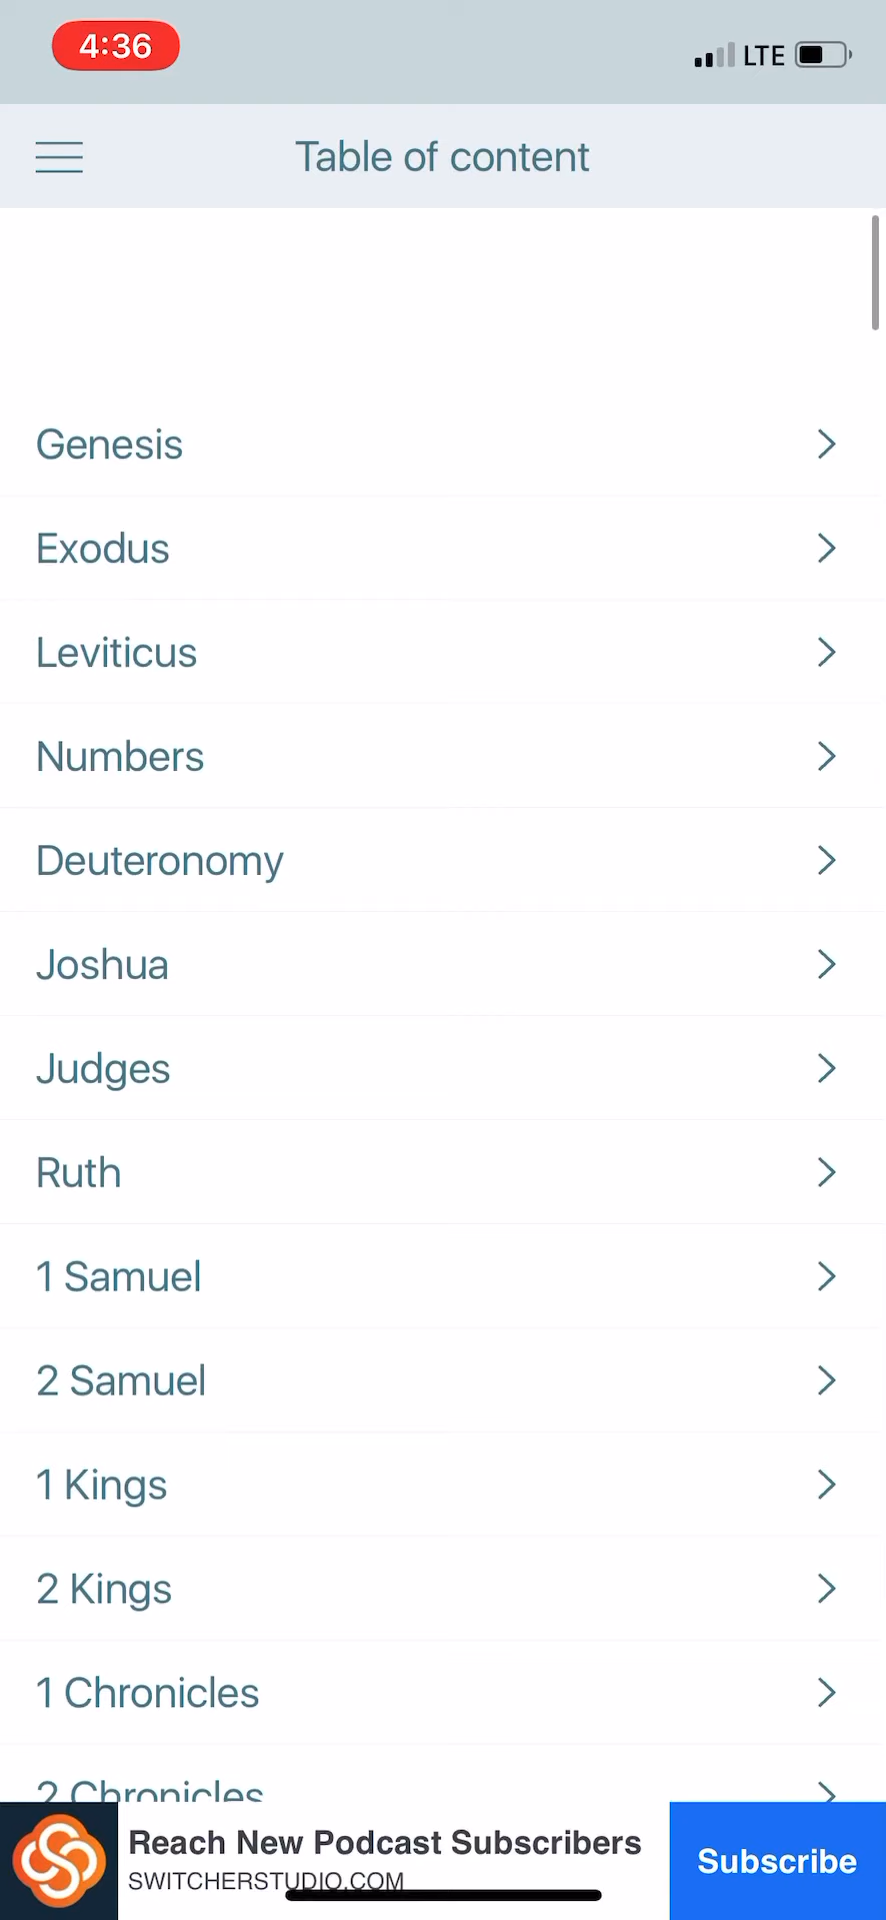 4:36
LTE
Table of content
Genesis
Exodus
Leviticus
Numbers
Deuteronomy
Joshua
Judges
Ruth
1 Samuel
2 Samuel
1 Kings
2 Kings
1 Chronicles
2 Chronicles
Reach New Podcast Subscribers
SWITCHERSTUDIO.COM
Subscribe